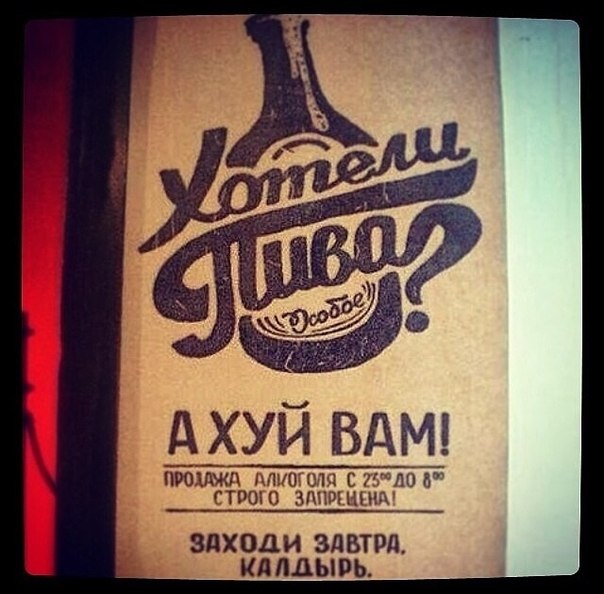 Хотели
Пива?
Особое
А ХУЙ ВАМ!
ПРОДАЖА АЛКОГОЛЯ С 23⁰⁰ ДО 8⁰⁰
СТРОГО ЗАПРЕЩЕНА!
ЗАХОДИ ЗАВТРА,
КАЛДЫРЬ.